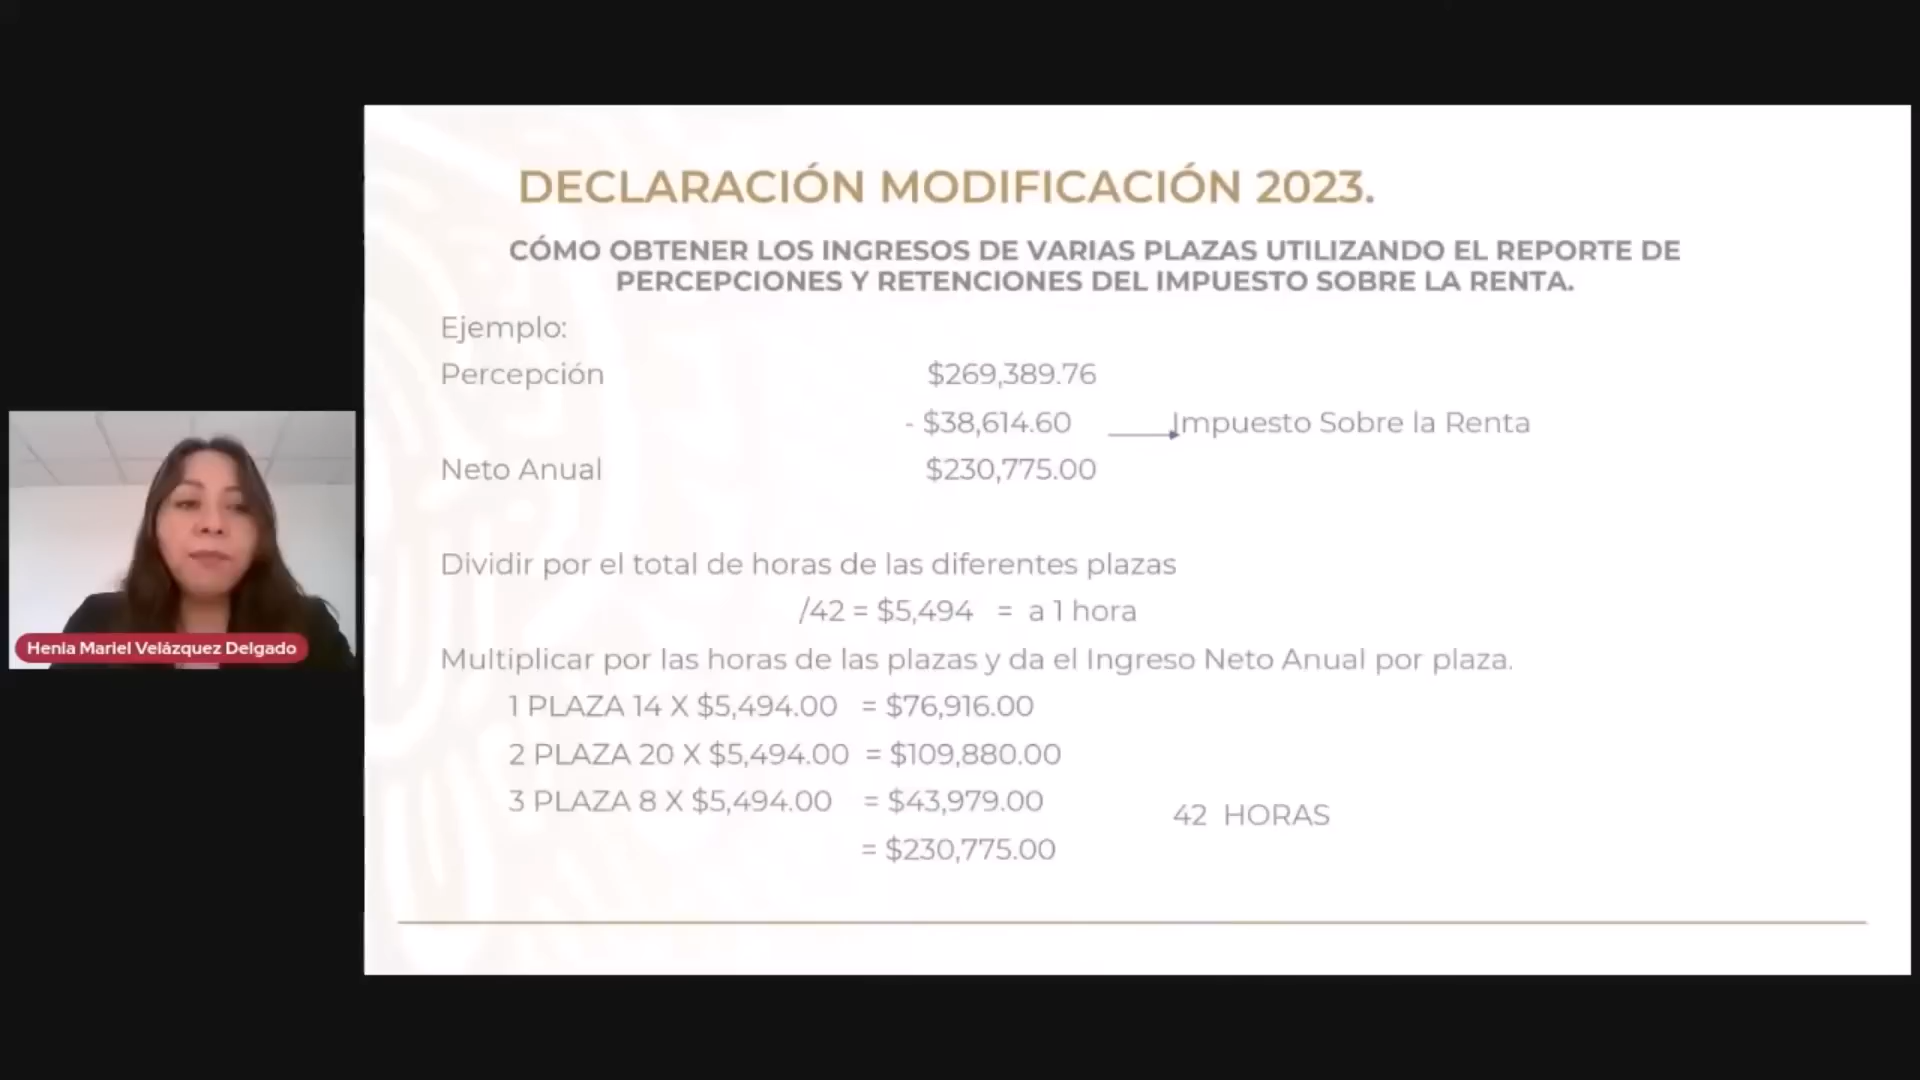 DECLARACIÓN MODIFICACIÓN 2023.
CÓMO OBTENER LOS INGRESOS DE VARIAS PLAZAS UTILIZANDO EL REPORTE DE
PERCEPCIONES Y RETENCIONES DEL IMPUESTO SOBRE LA RENTA.
Ejemplo:
Percepción $269,389.76
- $38,614.60 Impuesto Sobre la Renta
Neto Anual $230,775.00
Dividir por el total de horas de las diferentes plazas
/42 = $5,494 = a 1 hora
Multiplicar por las horas de las plazas y da el Ingreso Neto Anual por plaza.
1 PLAZA 14 X $5,494.00 = $76,916.00
2 PLAZA 20 X $5,494.00 = $109,880.00
3 PLAZA 8 X $5,494.00 = $43,979.00
42 HORAS
= $230,775.00
Henia Mariel Velázquez Delgado